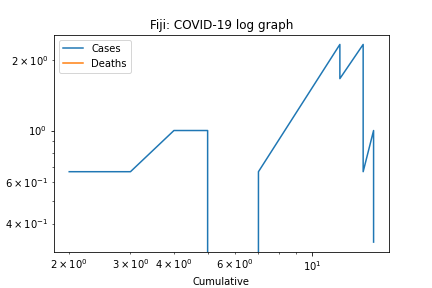 Fiji: COVID-19 log graph
Cases
Deaths
2 × 10⁰
10⁰
6 × 10⁻¹
4 × 10⁻¹
2 × 10⁰ 3 × 10⁰ 4 × 10⁰ 6 × 10⁰ 10¹
Cumulative